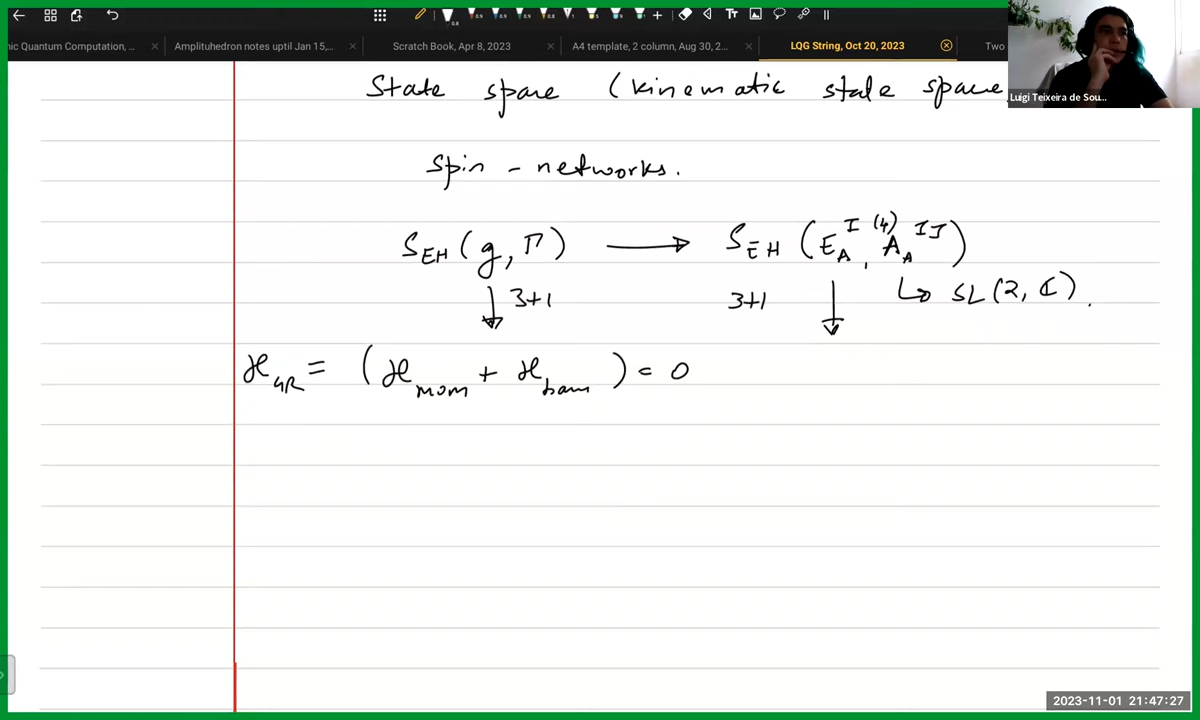 nic Quantum Computation, ...
Amplituhedron notes uptil Jan 15,...
Scratch Book, Apr 8, 2023
A4 template, 2 column, Aug 30, 2...
LQG String, Oct 20, 2023
Two
Luigi Teixeira de Sou...
State space (kinematic state space
Spin - networks.
S_EH (g, Γ) → S_EH (E_A^I, ^(4)A_A^IJ)
↓ 3+1 3+1 ↓ ↳ SL(2, ℂ).
ℋ_GR = (ℋ_mom + ℋ_ham) = 0
2023-11-01 21:47:27